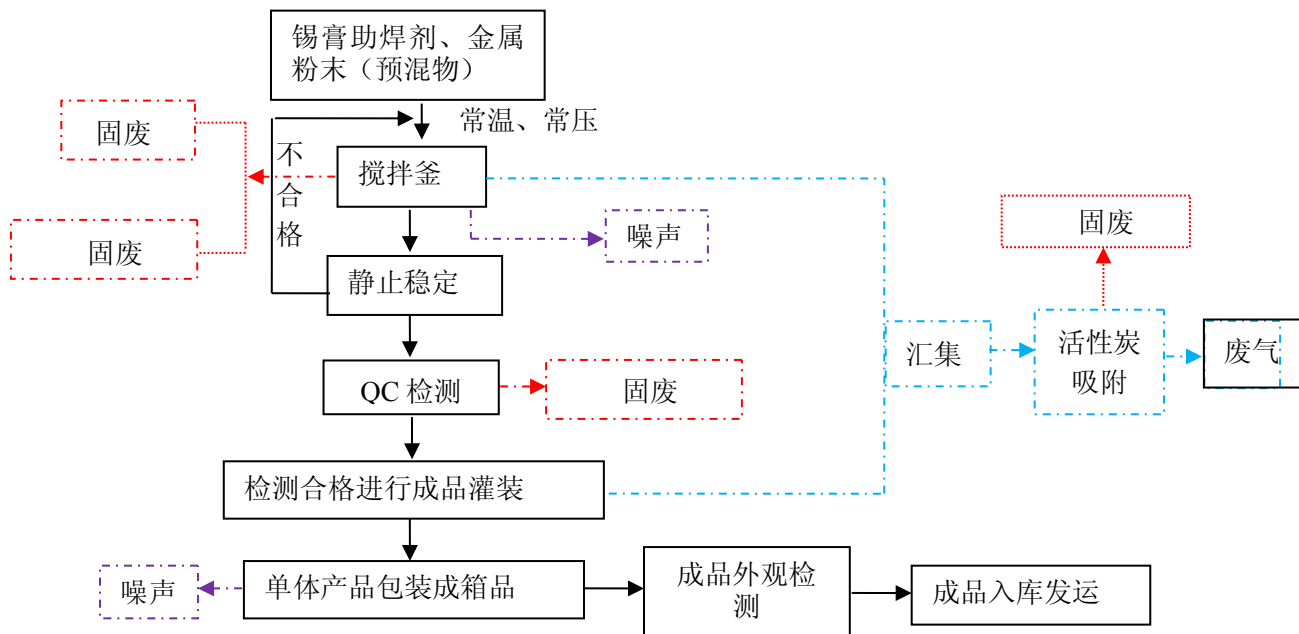 锡膏助焊剂、金属
粉末（预混物）
常温、常压
固废
不
合
格
搅拌釜
固废
固废
噪声
静止稳定
汇集
活性炭
吸附
废气
QC 检测
固废
检测合格进行成品灌装
噪声
单体产品包装成箱品
成品外观检
测
成品入库发运